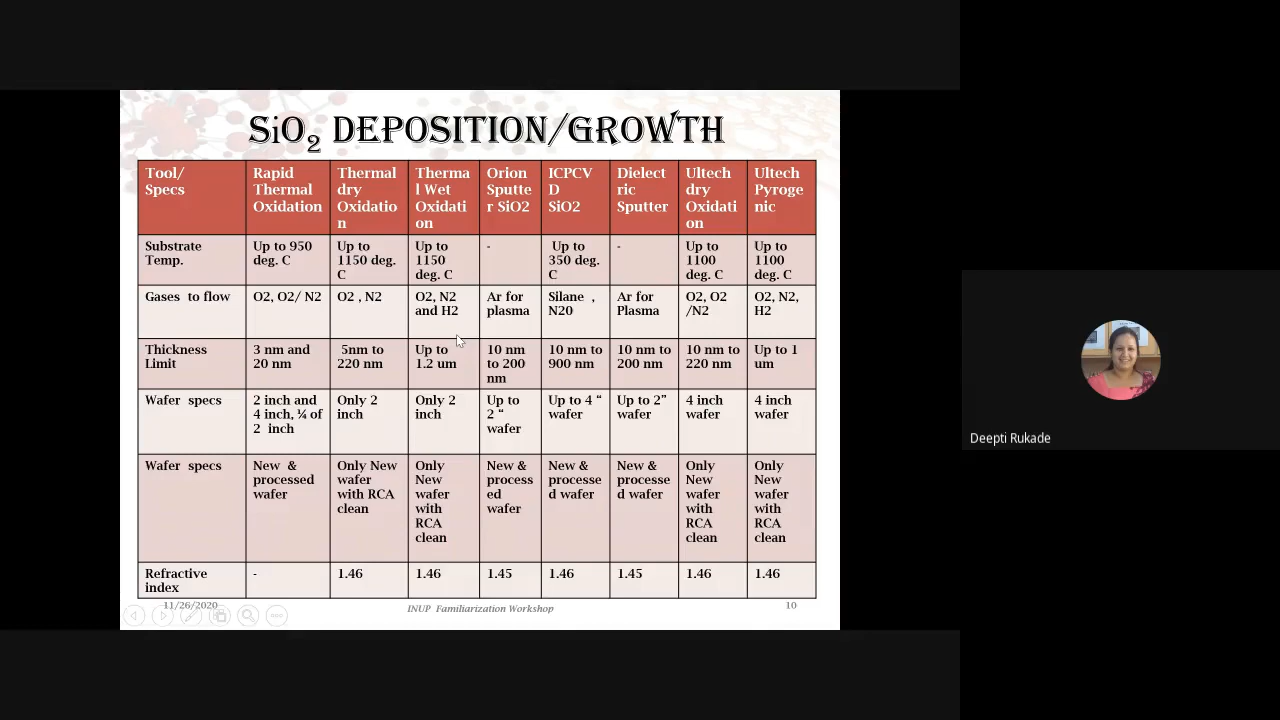 SiO2 DEPOSITION/GROWTH
Tool/
Specs
Rapid
Thermal
Oxidation
Thermal
dry
Oxidatio
n
Therma
l Wet
Oxidati
on
Orion
Sputte
r SiO2
ICPCV
D
SiO2
Dielect
ric
Sputter
Ultech
dry
Oxidati
on
Ultech
Pyroge
nic
Substrate
Temp.
Up to 950
deg. C
Up to
1150 deg.
C
Up to
1150
deg. C
-
Up to
350 deg.
C
-
Up to
1100
deg. C
Up to
1100
deg. C
Gases to flow
O2, O2/ N2
O2 , N2
O2, N2
and H2
Ar for
plasma
Silane ,
N20
Ar for
Plasma
O2, O2
/N2
O2, N2,
H2
Thickness
Limit
3 nm and
20 nm
5nm to
220 nm
Up to
1.2 um
10 nm
to 200
nm
10 nm to
900 nm
10 nm to
200 nm
10 nm to
220 nm
Up to 1
um
Wafer specs
2 inch and
4 inch, ¼ of
2 inch
Only 2
inch
Only 2
inch
Up to
2 “
wafer
Up to 4 “
wafer
Up to 2”
wafer
4 inch
wafer
4 inch
wafer
Wafer specs
New &
processed
wafer
Only New
wafer
with RCA
clean
Only
New
wafer
with
RCA
clean
New &
process
ed
wafer
New &
processe
d wafer
New &
processe
d wafer
Only
New
wafer
with
RCA
clean
Only
New
wafer
with
RCA
clean
Refractive
index
-
1.46
1.46
1.45
1.46
1.45
1.46
1.46
11/26/2020
INUP Familiarization Workshop
10
Deepti Rukade